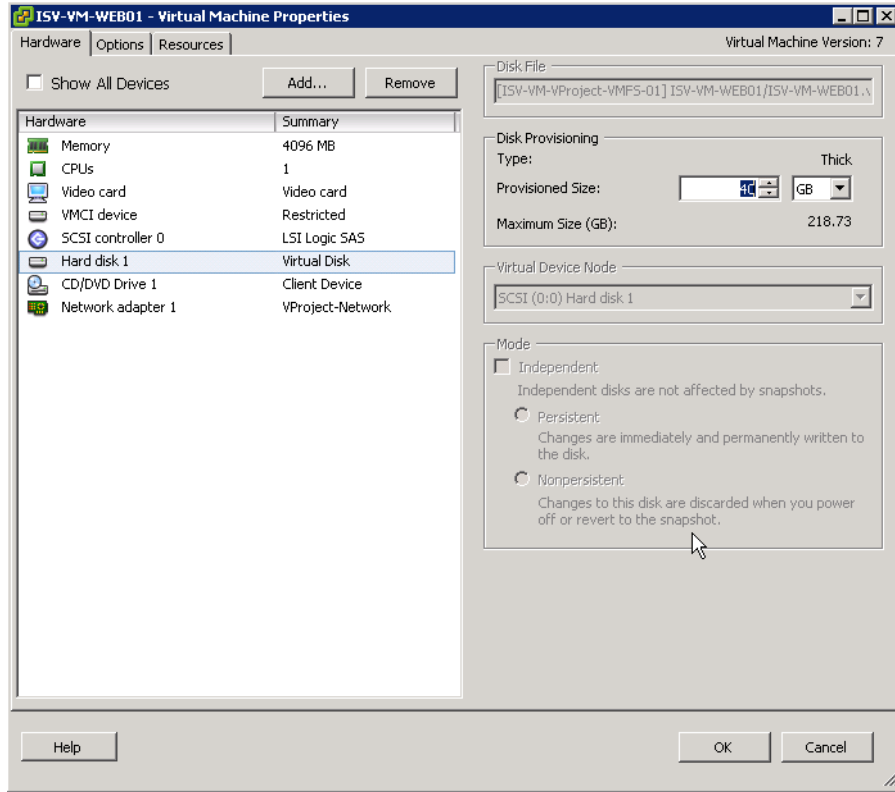 ISV-VM-WEB01 - Virtual Machine Properties
Hardware Options Resources Virtual Machine Version: 7
Show All Devices Add... Remove
Hardware Summary
Memory 4096 MB
CPUs 1
Video card Video card
VMCI device Restricted
SCSI controller 0 LSI Logic SAS
Hard disk 1 Virtual Disk
CD/DVD Drive 1 Client Device
Network adapter 1 VProject-Network
Disk File
[ISV-VM-VProject-VMFS-01] ISV-VM-WEB01/ISV-VM-WEB01.v
Disk Provisioning
Type: Thick
Provisioned Size: 40 GB
Maximum Size (GB): 218.73
Virtual Device Node
SCSI (0:0) Hard disk 1
Mode
Independent
Independent disks are not affected by snapshots.
Persistent
Changes are immediately and permanently written to
the disk.
Nonpersistent
Changes to this disk are discarded when you power
off or revert to the snapshot.
Help OK Cancel